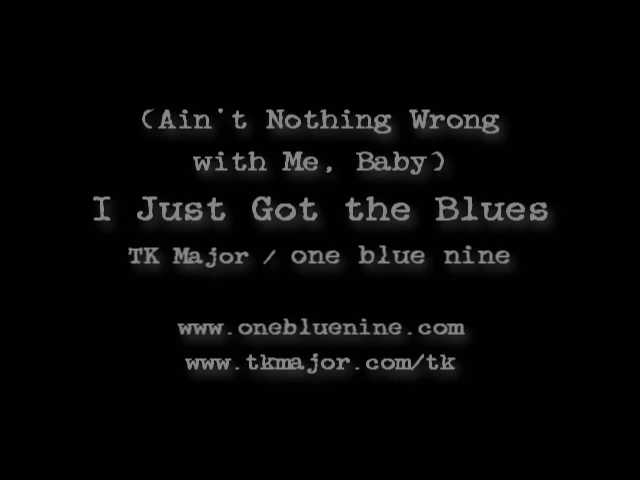 (Ain't Nothing Wrong
with Me, Baby)
I Just Got the Blues
TK Major / one blue nine
www.onebluenine.com
www.tkmajor.com/tk